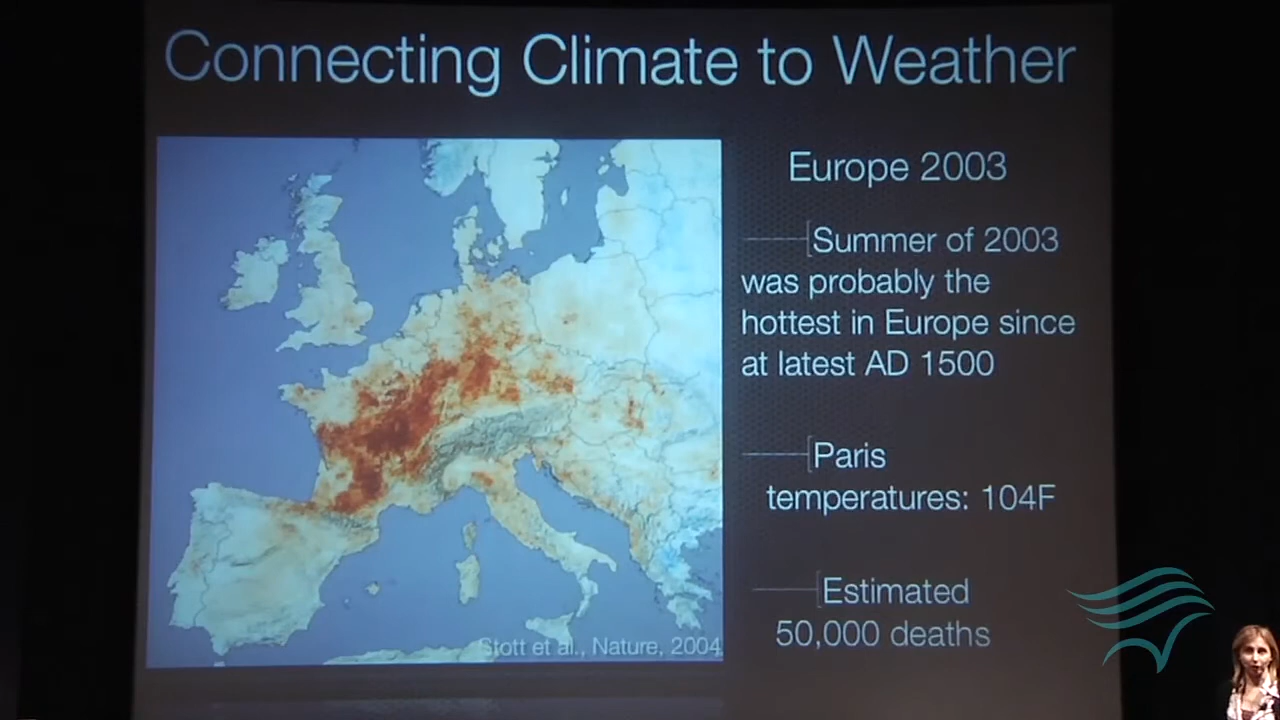 Connecting Climate to Weather
Europe 2003
Summer of 2003
was probably the
hottest in Europe since
at latest AD 1500
Paris
temperatures: 104F
Estimated
50,000 deaths
Stott et al., Nature, 2004